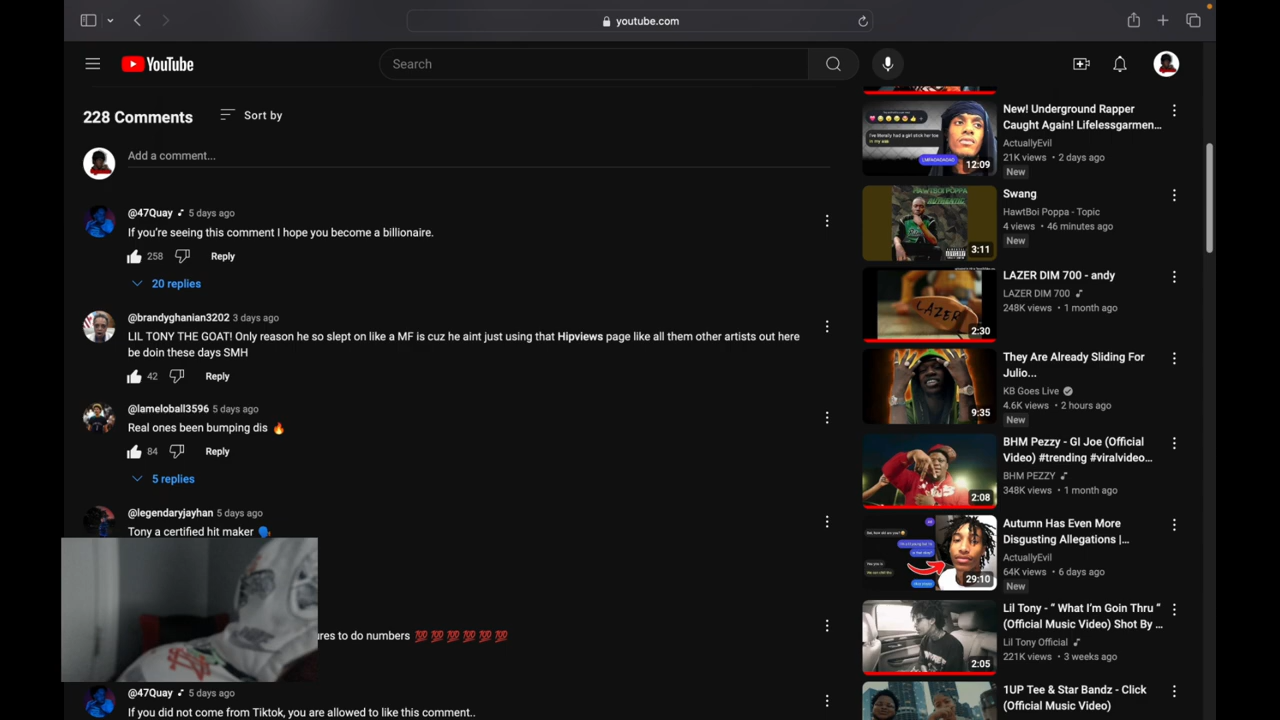 youtube.com
YouTube
Search
228 Comments
Sort by
Add a comment...
@47Quay 5 days ago
If you're seeing this comment I hope you become a billionaire.
258
Reply
20 replies
@brandyghanian3202 3 days ago
LIL TONY THE GOAT! Only reason he so slept on like a MF is cuz he aint just using that Hipviews page like all them other artists out here
be doin these days SMH
42
Reply
@lameloball3596 5 days ago
Real ones been bumping dis 🔥
84
Reply
5 replies
@legendaryjayhan 5 days ago
Tony a certified hit maker 🗣
ures to do numbers 💯💯💯💯💯💯
@47Quay 5 days ago
If you did not come from Tiktok, you are allowed to like this comment..
12:09
New! Underground Rapper
Caught Again! Lifelessgarmen...
ActuallyEvil
21K views • 2 days ago
New
HAWTBOI POPPA
AUTHENTIC
3:11
Swang
HawtBoi Poppa - Topic
4 views • 46 minutes ago
New
LAZER
2:30
LAZER DIM 700 - andy
LAZER DIM 700
248K views • 1 month ago
9:35
They Are Already Sliding For
Julio...
KB Goes Live
4.6K views • 2 hours ago
New
2:08
BHM Pezzy - GI Joe (Official
Video) #trending #viralvideo...
BHM PEZZY
348K views • 1 month ago
29:10
Autumn Has Even More
Disgusting Allegations |...
ActuallyEvil
64K views • 6 days ago
New
2:05
Lil Tony - “ What I'm Goin Thru “
(Official Music Video) Shot By ...
Lil Tony Official
221K views • 3 weeks ago
1UP Tee & Star Bandz - Click
(Official Music Video)